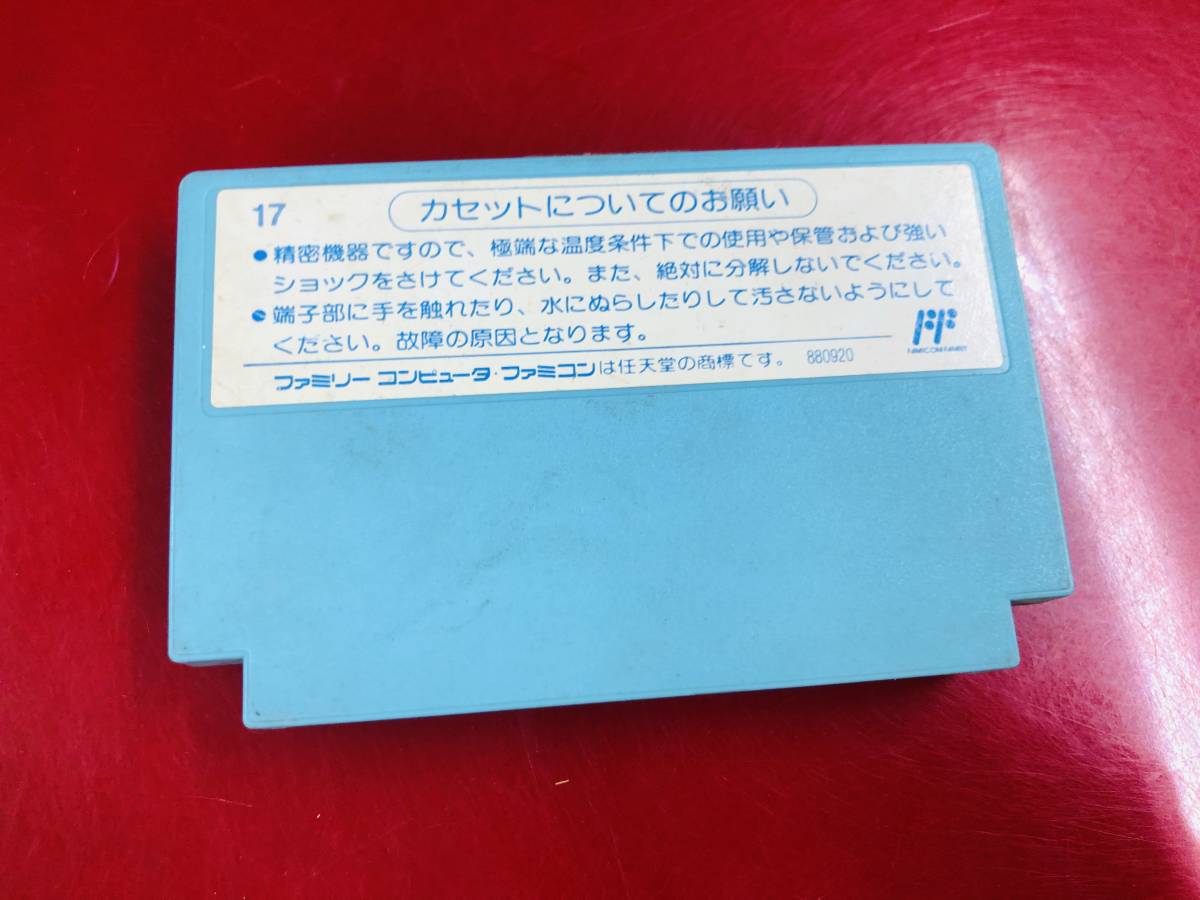 17
カセットについてのお願い
●精密機器ですので、極端な温度条件下での使用や保管および強い
ショックをさけてください。また、絶対に分解しないでください。
●端子部に手を触れたり、水にぬらしたりして汚さないようにして
ください。故障の原因となります。
FF
FAMICOM FAMILY
ファミリーコンピュータ・ファミコンは任天堂の商標です。 880920